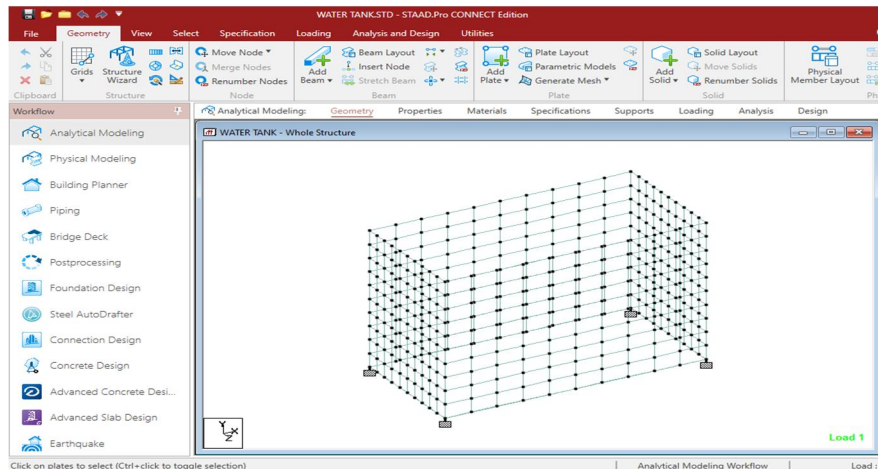 WATER TANK.STD - STAAD.Pro CONNECT Edition
File Geometry View Select Specification Loading Analysis and Design Utilities
Move Node Beam Layout Plate Layout Solid Layout
Merge Nodes Insert Node Parametric Models Move Solids
Renumber Nodes Stretch Beam Generate Mesh Renumber Solids
Grids Structure Wizard Add Beam Add Plate Add Solid Physical Member Layout
Clipboard Structure Node Beam Plate Solid Ph
Workflow
Analytical Modeling: Geometry Properties Materials Specifications Supports Loading Analysis Design
WATER TANK - Whole Structure
Analytical Modeling
Physical Modeling
Building Planner
Piping
Bridge Deck
Postprocessing
Foundation Design
Steel AutoDrafter
Connection Design
Concrete Design
Advanced Concrete Desi...
Advanced Slab Design
Earthquake
Y
X
Z
Load 1
Click on plates to select (Ctrl+click to toggle selection) Analytical Modeling Workflow Load :